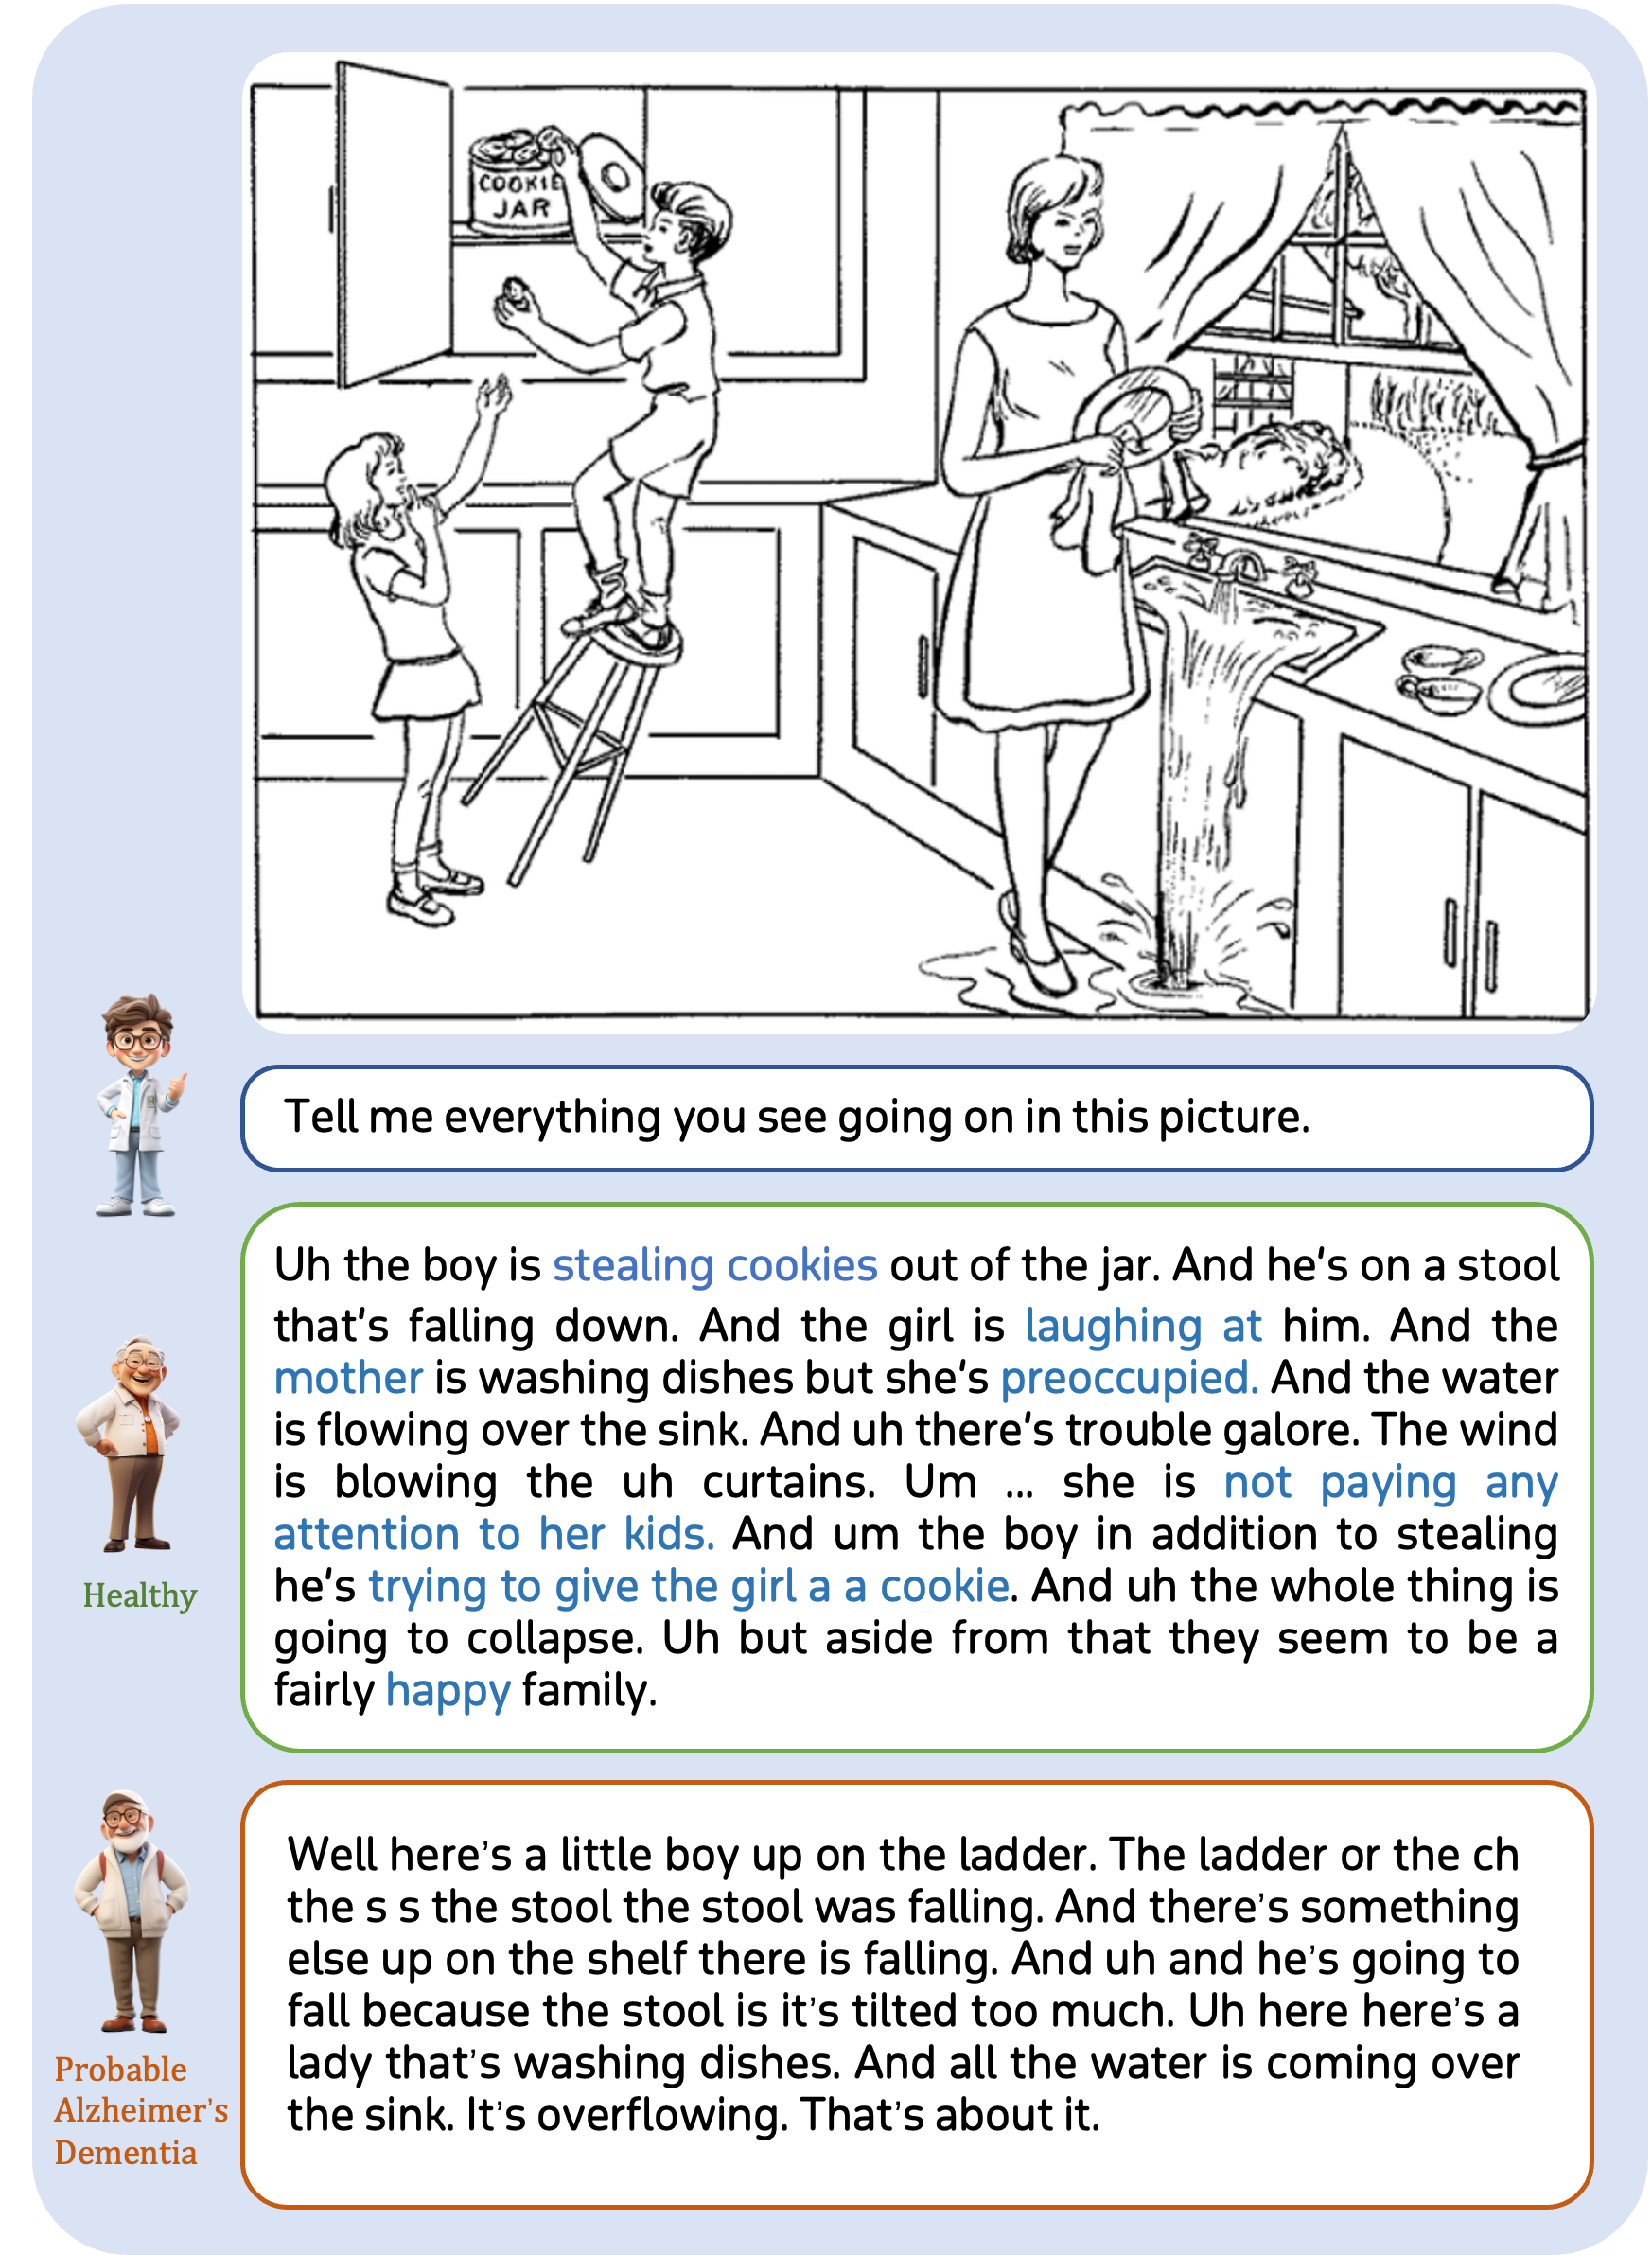 COOKIE
JAR
Tell me everything you see going on in this picture.
Uh the boy is stealing cookies out of the jar. And he's on a stool
that's falling down. And the girl is laughing at him. And the
mother is washing dishes but she's preoccupied. And the water
is flowing over the sink. And uh there's trouble galore. The wind
is blowing the uh curtains. Um ... she is not paying any
attention to her kids. And um the boy in addition to stealing
he's trying to give the girl a a cookie. And uh the whole thing is
going to collapse. Uh but aside from that they seem to be a
fairly happy family.
Healthy
Well here's a little boy up on the ladder. The ladder or the ch
the s s the stool the stool was falling. And there's something
else up on the shelf there is falling. And uh and he's going to
fall because the stool is it's tilted too much. Uh here here's a
lady that's washing dishes. And all the water is coming over
the sink. It's overflowing. That's about it.
Probable
Alzheimer's
Dementia